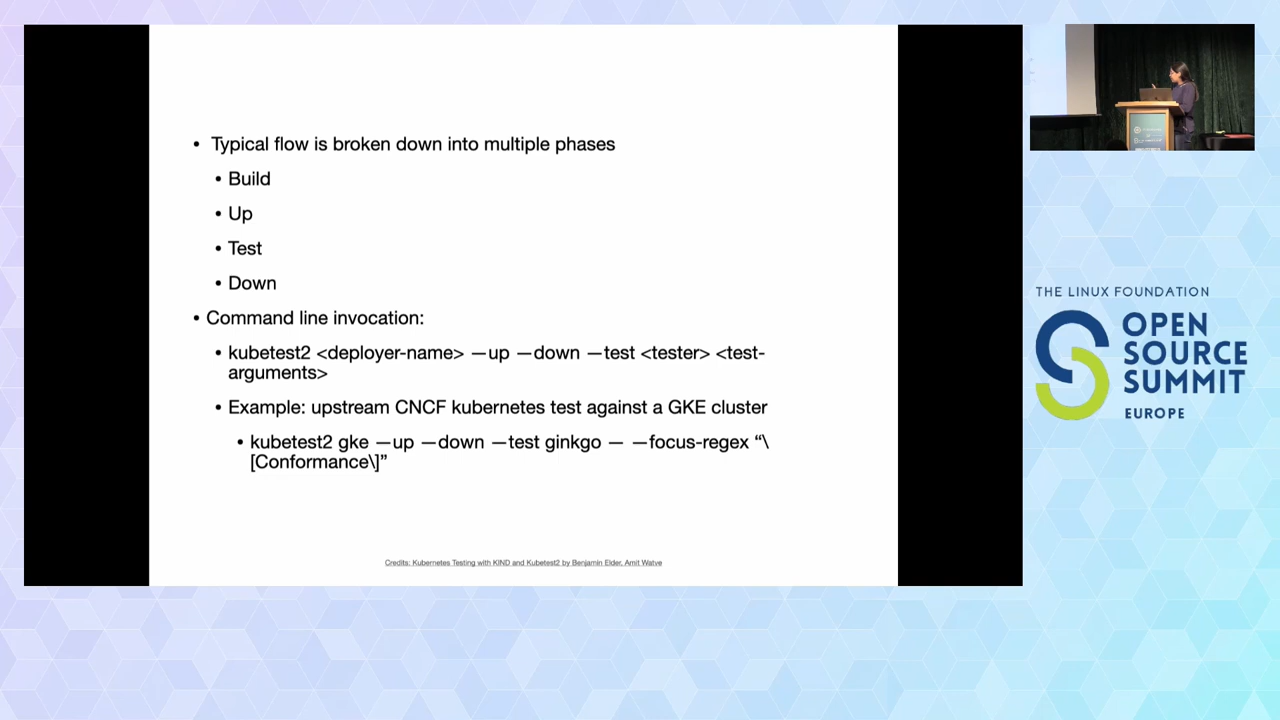 • Typical flow is broken down into multiple phases
• Build
• Up
• Test
• Down
• Command line invocation:
• kubetest2 <deployer-name> —up —down —test <tester> <test-
arguments>
• Example: upstream CNCF kubernetes test against a GKE cluster
• kubetest2 gke —up —down —test ginkgo — —focus-regex “\
[Conformance\]”
Credits: Kubernetes Testing with KIND and Kubetest2 by Benjamin Elder, Amit Watve
THE LINUX FOUNDATION
OPEN
SOURCE
SUMMIT
EUROPE